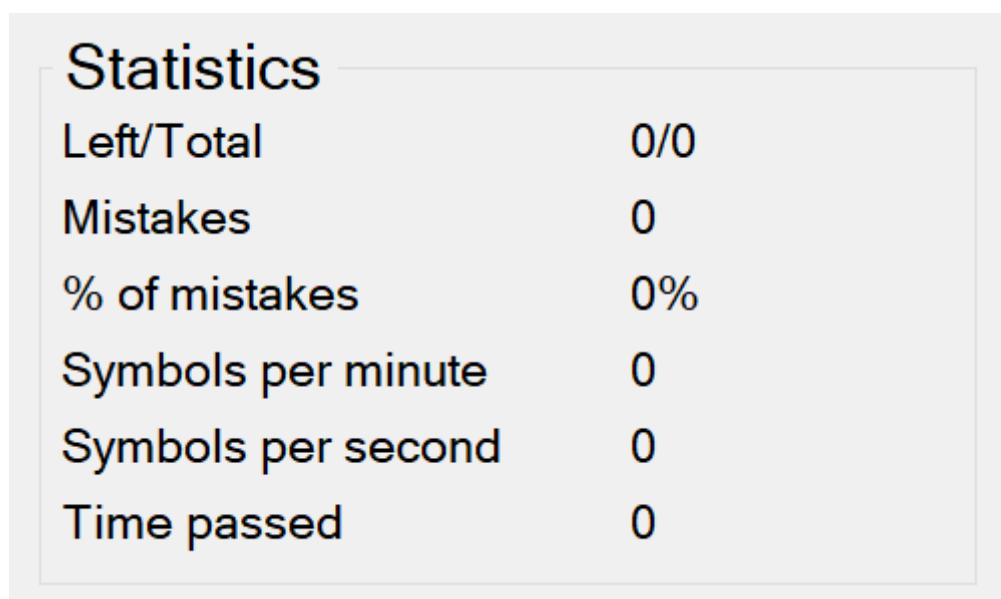 Statistics
Left/Total 0/0
Mistakes 0
% of mistakes 0%
Symbols per minute 0
Symbols per second 0
Time passed 0